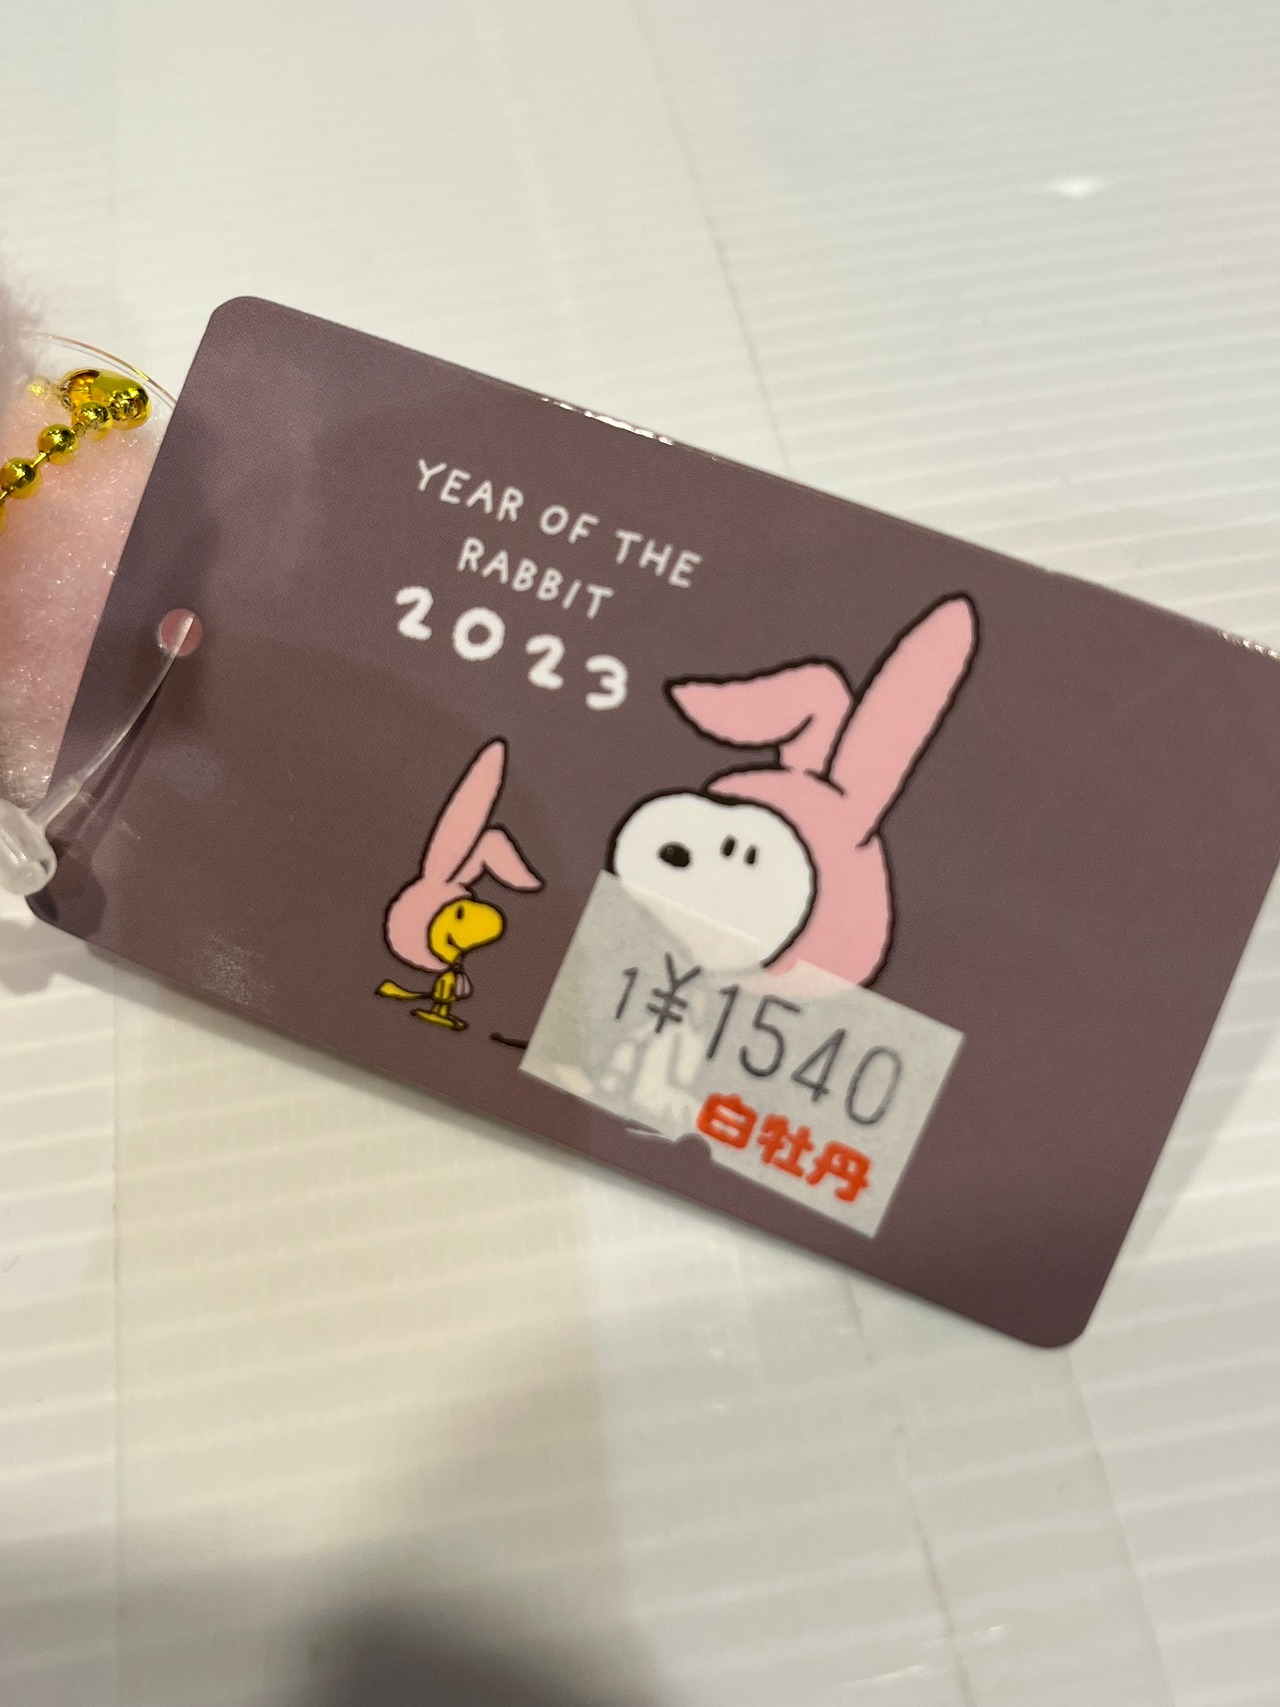 YEAR OF THE
RABBIT
2023
1¥1540
白牡丹